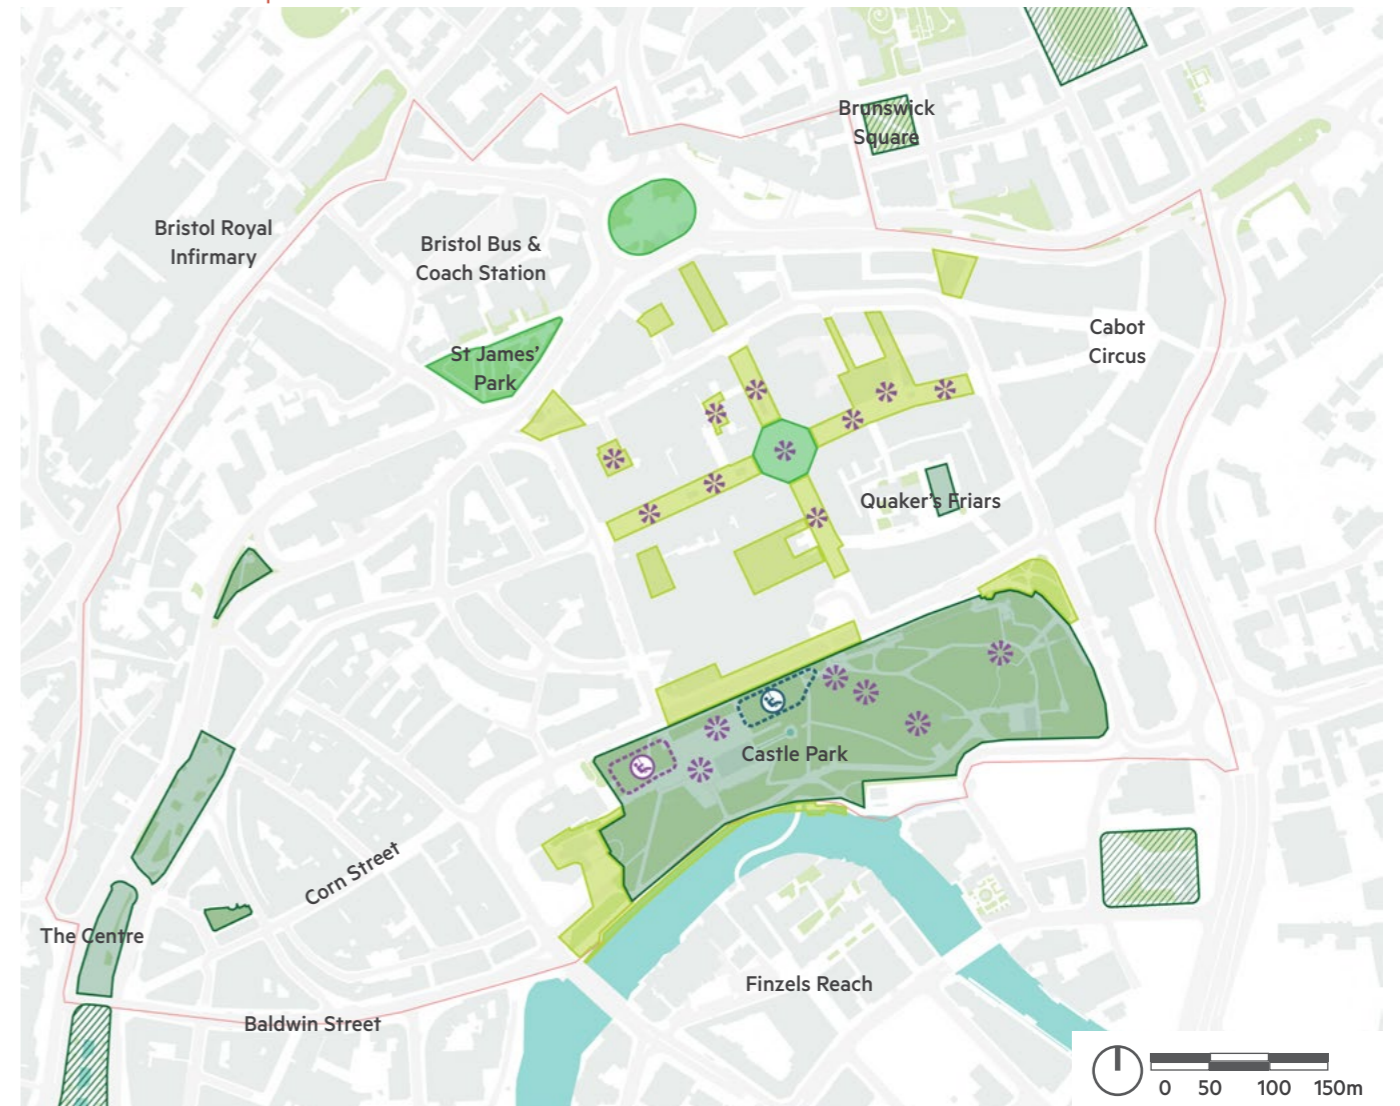 Brunswick
Square
Bristol Royal
Infirmary
Bristol Bus &
Coach Station
Cabot
Circus
St James’
Park
Quaker’s Friars
Castle Park
Corn Street
The Centre
Finzels Reach
Baldwin Street
0 50 100 150m